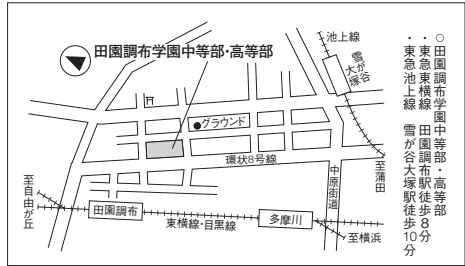 ○田園調布学園中等部・高等部
・東急東横線 田園調布駅徒歩8分
・東急池上線 雪が谷大塚駅徒歩10分
田園調布学園中等部・高等部
池上線
雪が谷大塚
グラウンド
環状8号線
至蒲田
中原街道
至自由が丘
田園調布
東横線・目黒線
多摩川
至横浜